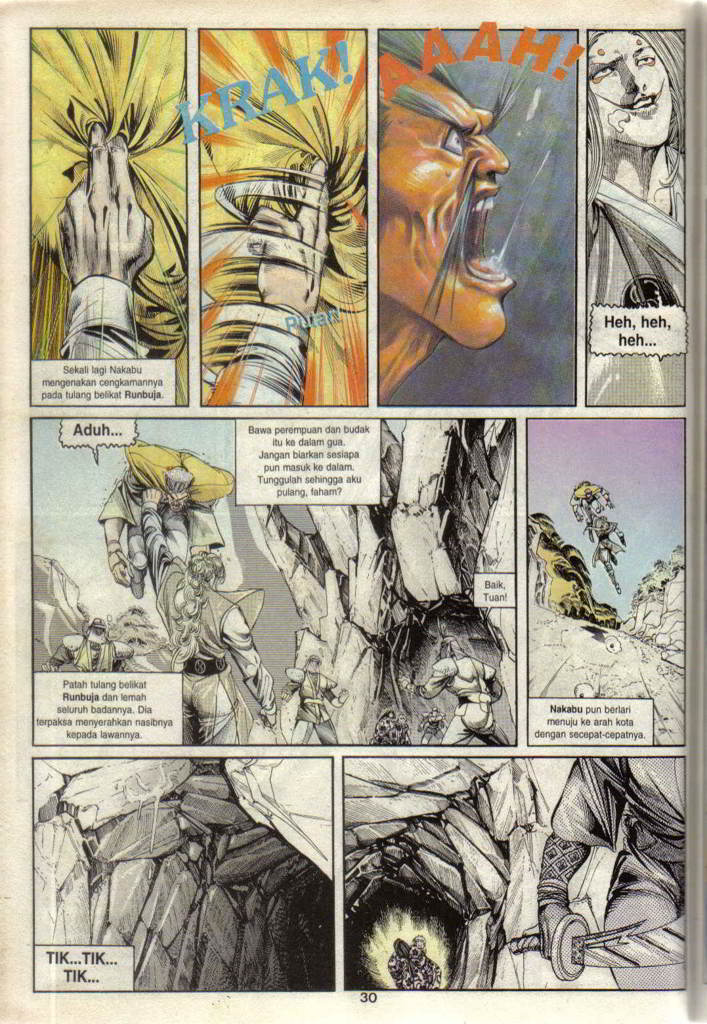 KRAK!
AAAH!
Heh, heh,
heh...
Sekali lagi Nakabu
mengenakan cengkamannya
pada tulang belikat Runbuja.
Aduh...
Bawa perempuan dan budak
itu ke dalam gua.
Jangan biarkan sesiapa
pun masuk ke dalam.
Tunggulah sehingga aku
pulang, faham?
Baik,
Tuan!
Patah tulang belikat
Runbuja dan lemah
seluruh badannya. Dia
terpaksa menyerahkan nasibnya
kepada lawannya.
Nakabu pun berlari
menuju ke arah kota
dengan secepat-cepatnya.
TIK...TIK...
TIK...
30